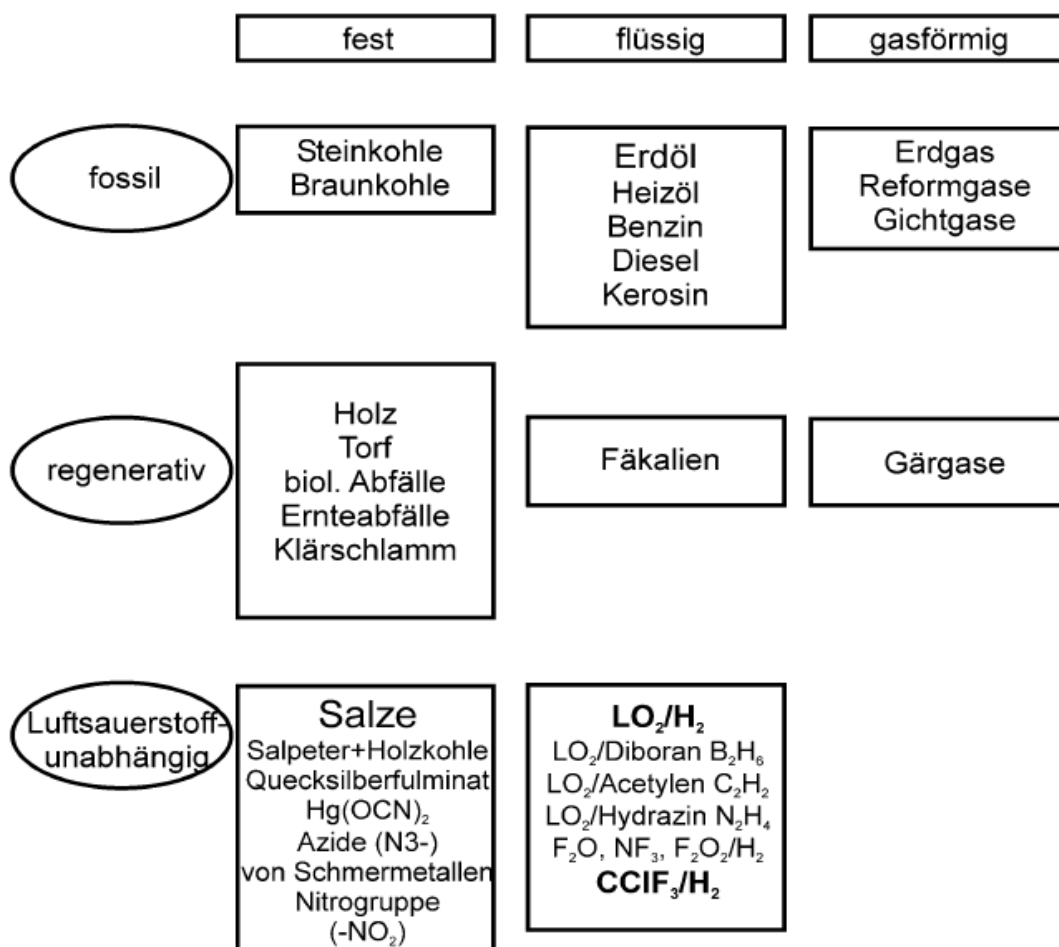 fest
flüssig
gasförmig
fossil
Steinkohle
Braunkohle
Erdöl
Heizöl
Benzin
Diesel
Kerosin
Erdgas
Reformgase
Gichtgase
regenerativ
Holz
Torf
biol. Abfälle
Ernteabfälle
Klärschlamm
Fäkalien
Gärgase
Luftsauerstoff-
unabhängig
Salze
Salpeter+Holzkohle
Quecksilberfulminat
Hg(OCN)₂
Azide (N3-)
von Schmermetallen
Nitrogruppe
(-NO₂)
LO₂/H₂
LO₂/Diboran B₂H₆
LO₂/Acetylen C₂H₂
LO₂/Hydrazin N₂H₄
F₂O, NF₃, F₂O₂/H₂
CClF₃/H₂